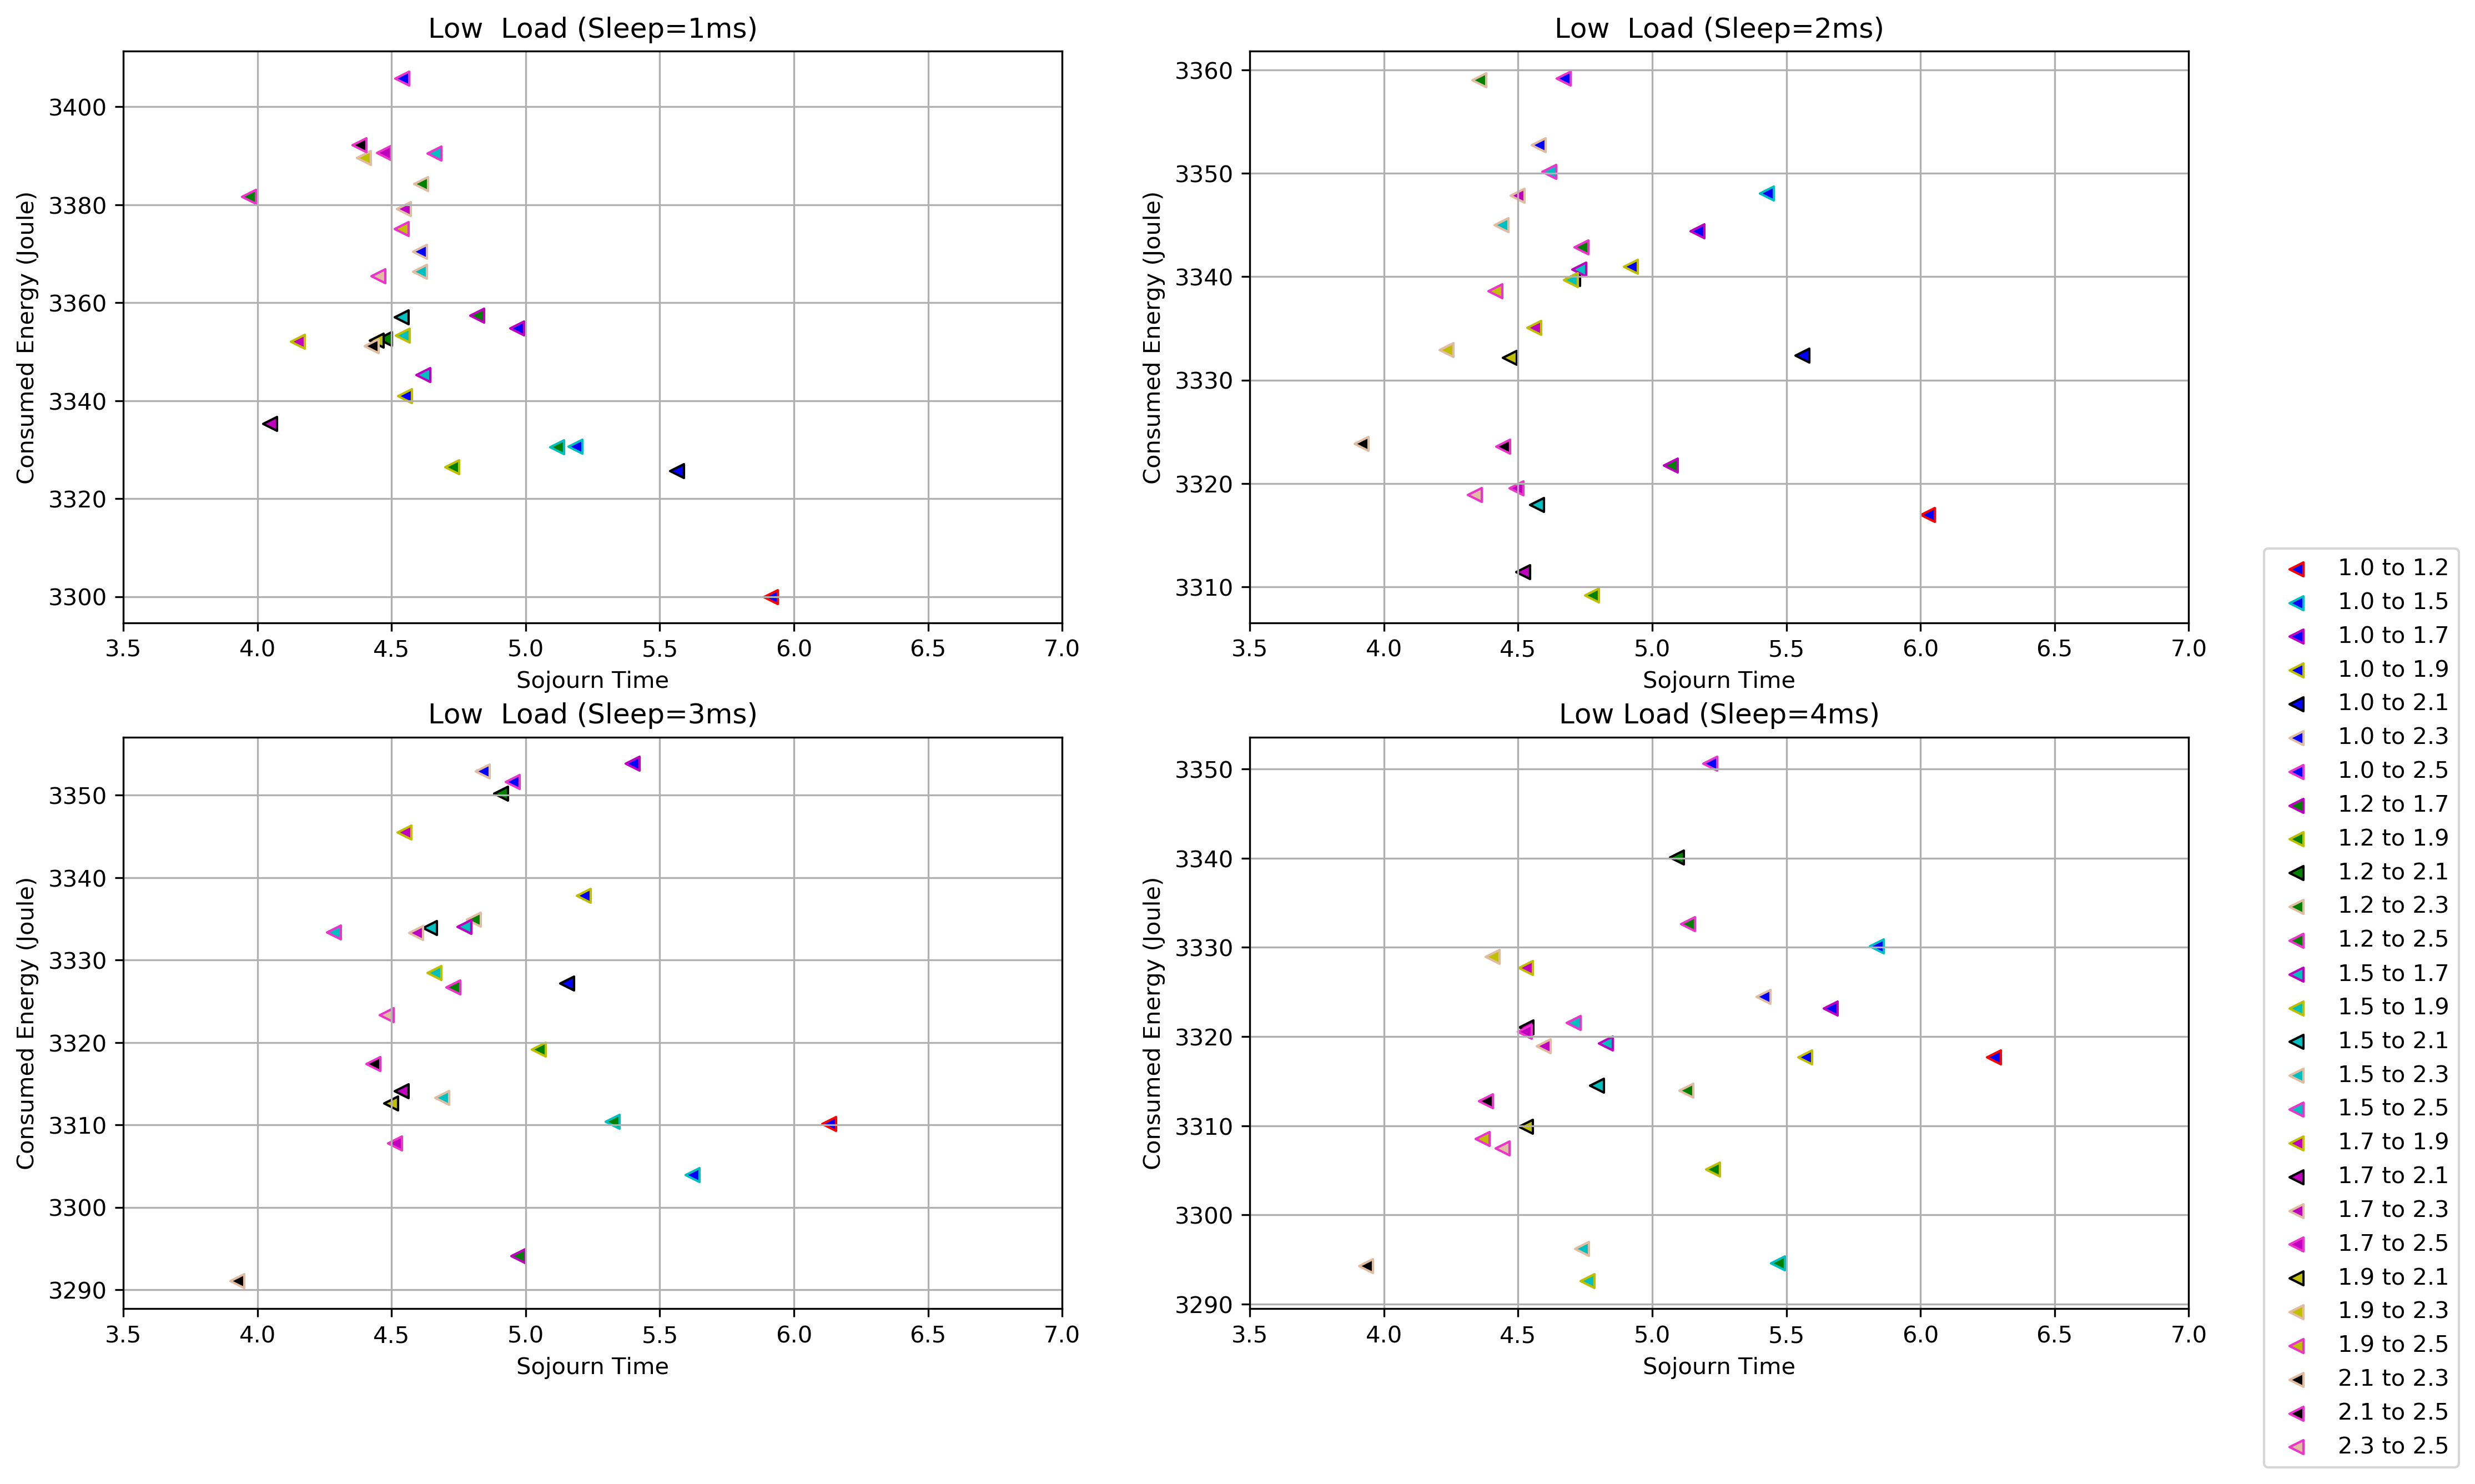 Low  Load (Sleep=1ms)
3400
3380
3360
3340
3320
3300
Consumed Energy (Joule)
3.5 4.0 4.5 5.0 5.5 6.0 6.5 7.0
Sojourn Time
Low  Load (Sleep=2ms)
3360
3350
3340
3330
3320
3310
Consumed Energy (Joule)
3.5 4.0 4.5 5.0 5.5 6.0 6.5 7.0
Sojourn Time
Low  Load (Sleep=3ms)
3350
3340
3330
3320
3310
3300
3290
Consumed Energy (Joule)
3.5 4.0 4.5 5.0 5.5 6.0 6.5 7.0
Sojourn Time
Low Load (Sleep=4ms)
3350
3340
3330
3320
3310
3300
3290
Consumed Energy (Joule)
3.5 4.0 4.5 5.0 5.5 6.0 6.5 7.0
Sojourn Time
1.0 to 1.2
1.0 to 1.5
1.0 to 1.7
1.0 to 1.9
1.0 to 2.1
1.0 to 2.3
1.0 to 2.5
1.2 to 1.7
1.2 to 1.9
1.2 to 2.1
1.2 to 2.3
1.2 to 2.5
1.5 to 1.7
1.5 to 1.9
1.5 to 2.1
1.5 to 2.3
1.5 to 2.5
1.7 to 1.9
1.7 to 2.1
1.7 to 2.3
1.7 to 2.5
1.9 to 2.1
1.9 to 2.3
1.9 to 2.5
2.1 to 2.3
2.1 to 2.5
2.3 to 2.5